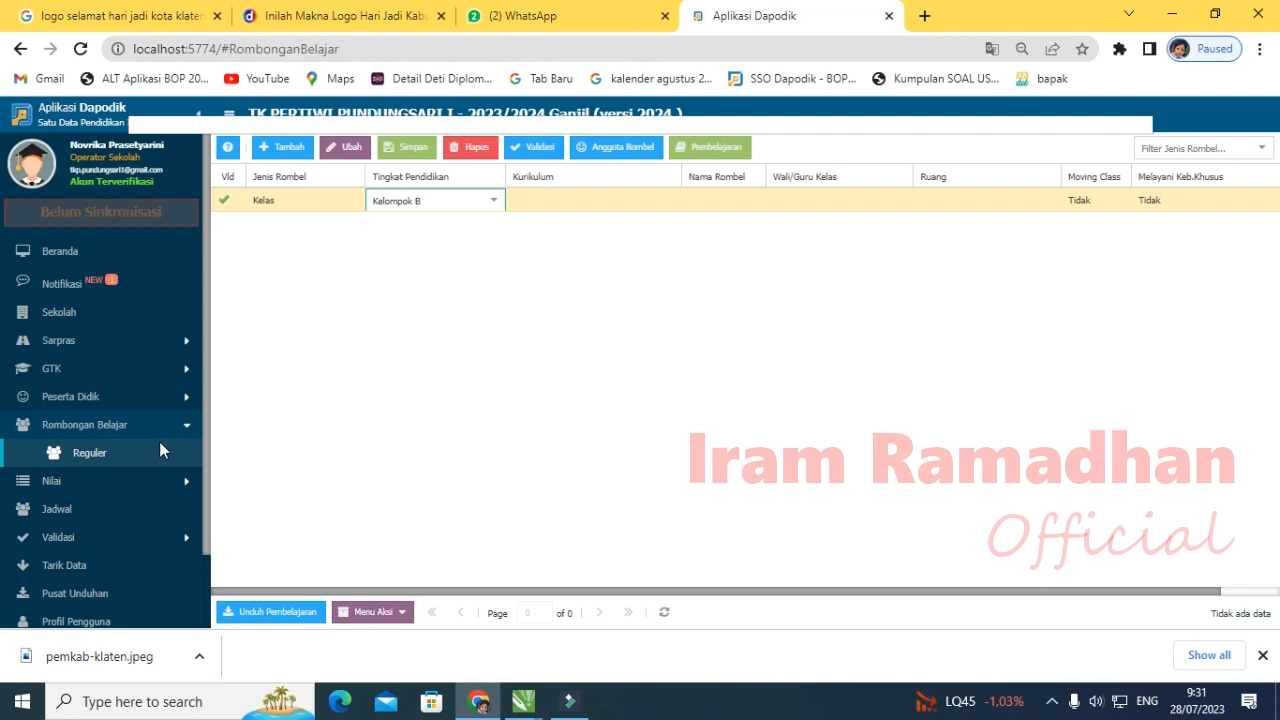 logo selamat hari jadi kota klaten
Inilah Makna Logo Hari Jadi Kabu
(2) WhatsApp
Aplikasi Dapodik
localhost:5774/#RombonganBelajar
Paused
Gmail
ALT Aplikasi BOP 20...
YouTube
Maps
Detail Deti Diplom...
Tab Baru
kalender agustus 2...
SSO Dapodik - BOP...
Kumpulan SOAL US...
bapak
Aplikasi Dapodik
Satu Data Pendidikan
TK PERTIWI PUNDUNGSARI I - 2023/2024 Ganjil (versi 2024 )
Novrika Prasetyarini
Operator Sekolah
tkp.pundungsari1@gmail.com
Akun Terverifikasi
Belum Sinkronisasi
Beranda
Notifikasi NEW 3
Sekolah
Sarpras
GTK
Peserta Didik
Rombongan Belajar
Reguler
Nilai
Jadwal
Validasi
Tarik Data
Pusat Unduhan
Profil Pengguna
Tambah Ubah Simpan Hapus Validasi Anggota Rombel Pembelajaran Filter Jenis Rombel...
Vld Jenis Rombel Tingkat Pendidikan Kurikulum Nama Rombel Wali/Guru Kelas Ruang Moving Class Melayani Keb.Khusus
Kelas Kelompok B Tidak Tidak
Iram Ramadhan
Official
Unduh Pembelajaran Menu Aksi Page 0 of 0 Tidak ada data
pemkab-klaten.jpeg
Show all
Type here to search
LQ45 -1,03%
ENG
9:31
28/07/2023